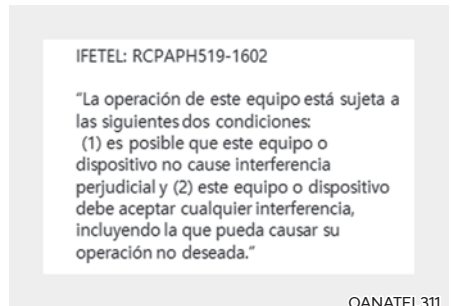 IFETEL: RCPAPH519-1602
“La operación de este equipo está sujeta a
las siguientes dos condiciones:
(1) es posible que este equipo o
dispositivo no cause interferencia
perjudicial y (2) este equipo o dispositivo
debe aceptar cualquier interferencia,
incluyendo la que pueda causar su
operación no deseada.”
OANATEL311